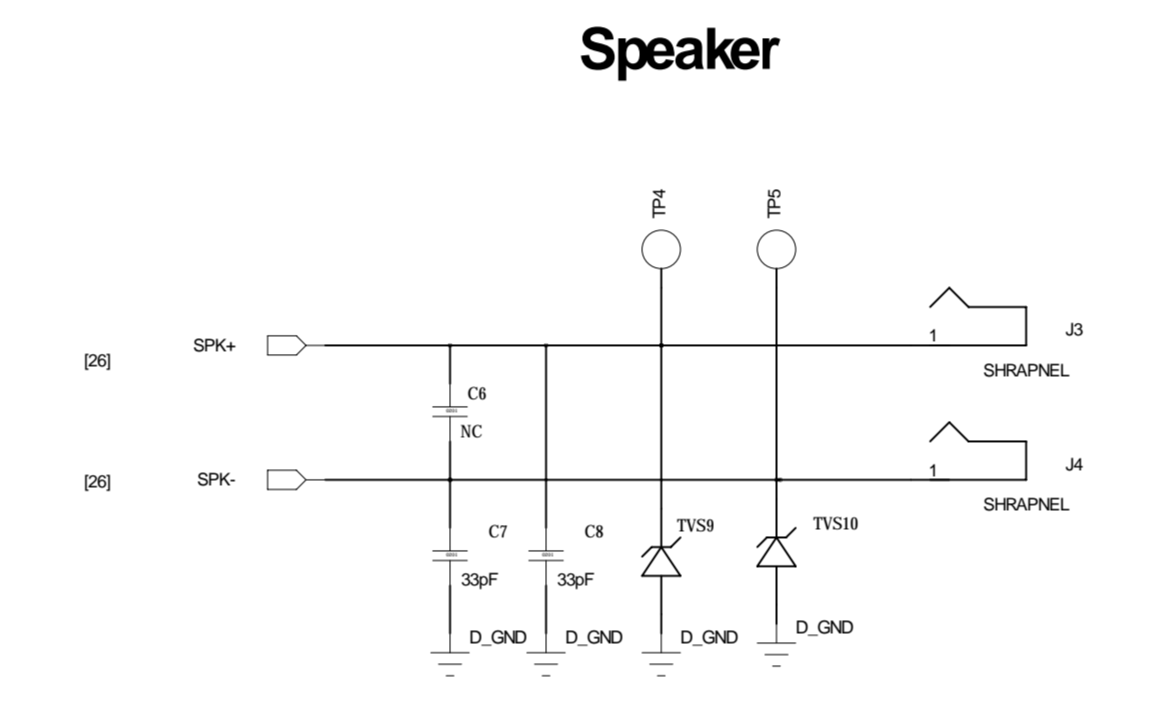 Speaker
TP4
TP5
SPK+
[26]
1
J3
SHRAPNEL
C6
NC
SPK-
[26]
1
J4
SHRAPNEL
C7
33pF
C8
33pF
TVS9
TVS10
D_GND
D_GND
D_GND
D_GND